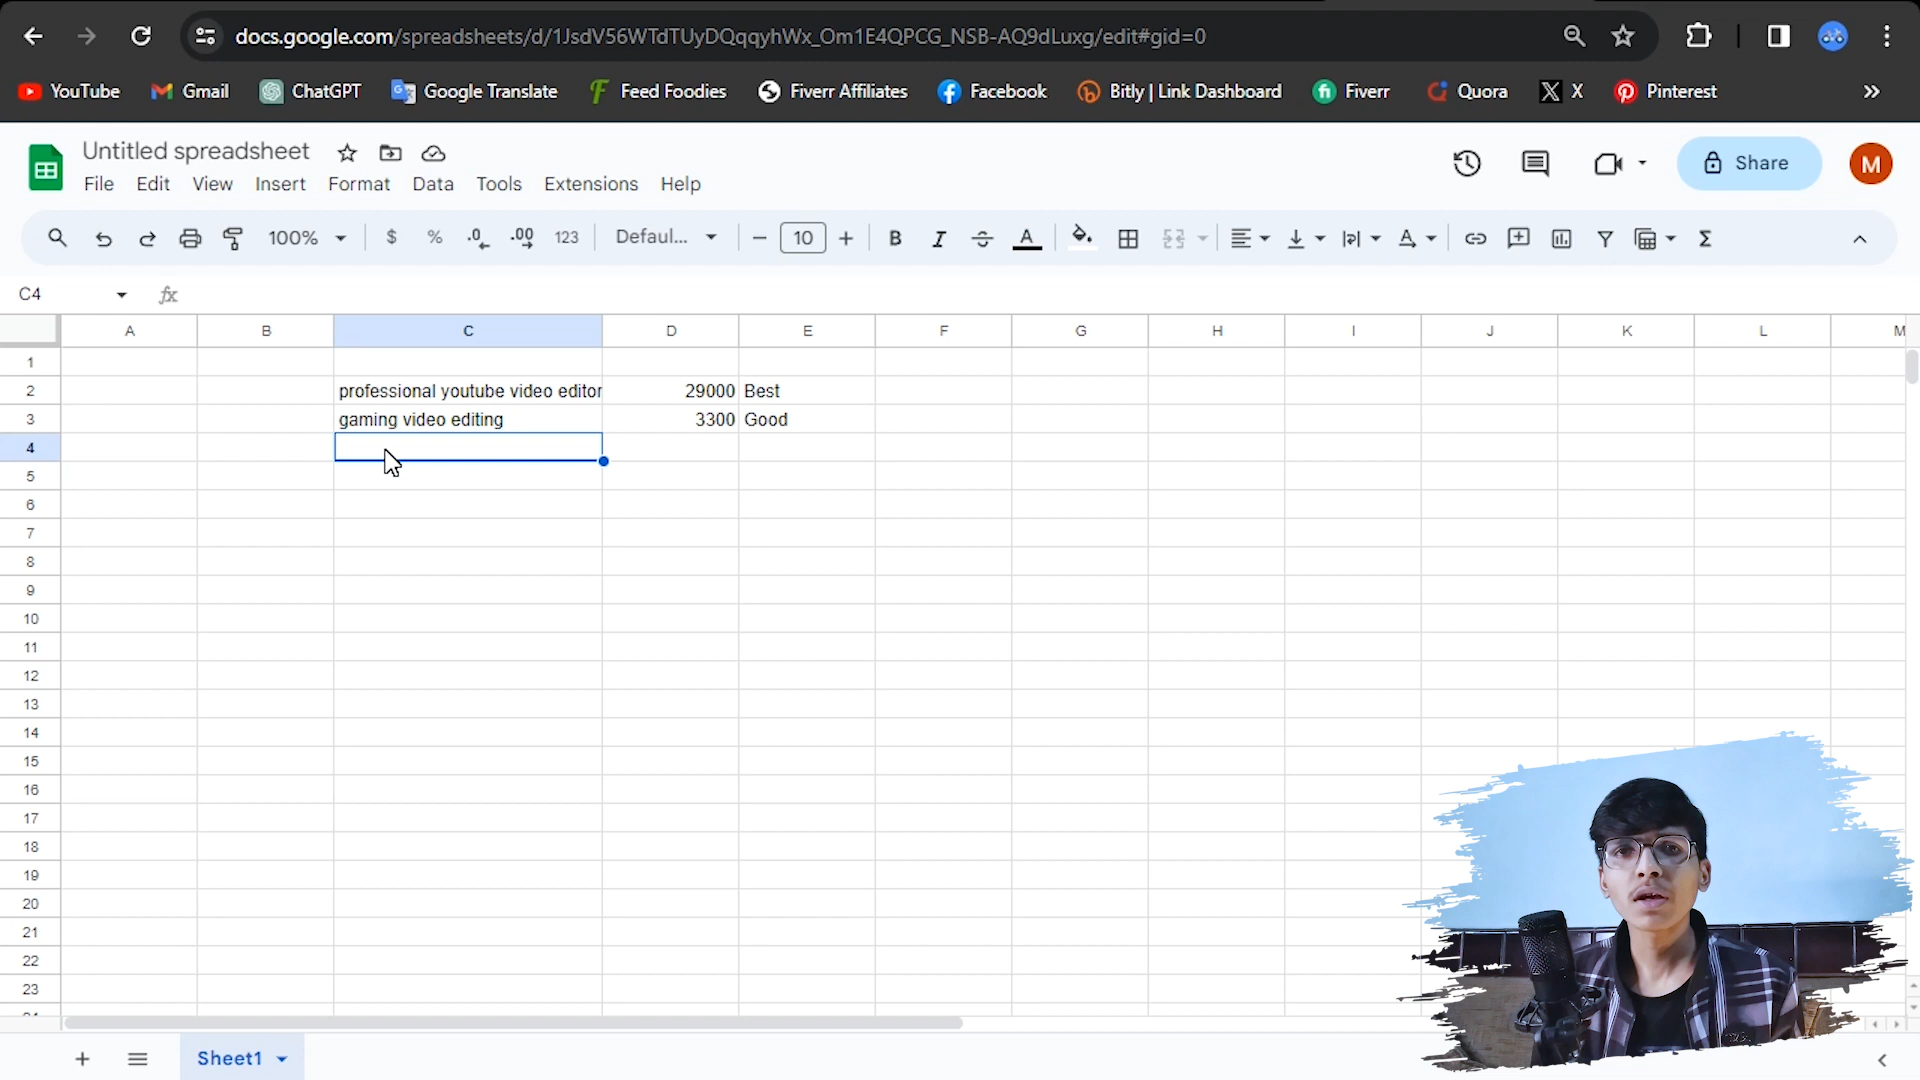 docs.google.com/spreadsheets/d/1JsdV56WTdTUyDQqqyhWx_Om1E4QPCG_NSB-AQ9dLuxg/edit#gid=0
YouTube Gmail ChatGPT Google Translate Feed Foodies Fiverr Affiliates Facebook Bitly | Link Dashboard Fiverr Quora X Pinterest
Untitled spreadsheet
File Edit View Insert Format Data Tools Extensions Help
Share
M
100% $ % .0 .00 123 Defaul... 10 B I S A
C4 fx
A B C D E F G H I J K L M
1
2 professional youtube video editor 29000 Best
3 gaming video editing 3300 Good
4
5
6
7
8
9
10
11
12
13
14
15
16
17
18
19
20
21
22
23
Sheet1